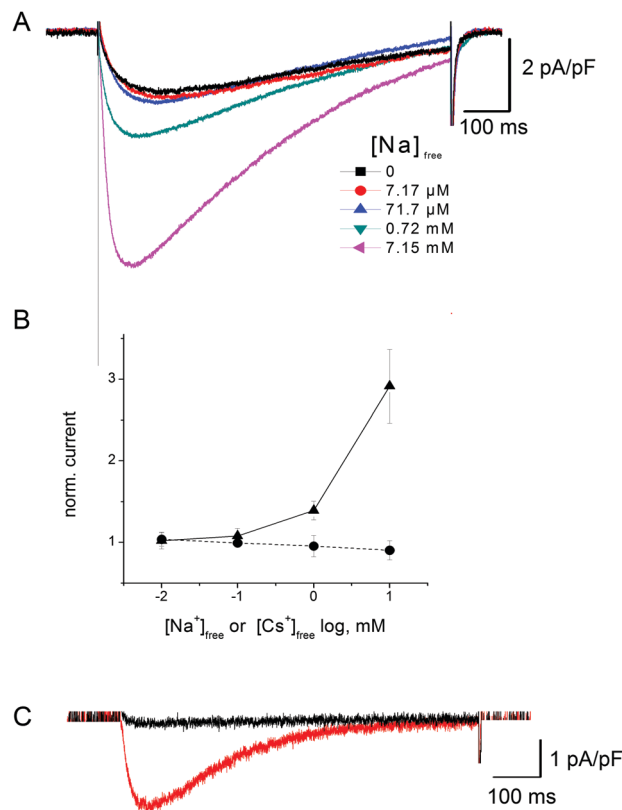 A
2 pA/pF
100 ms
[Na] free
0
7.17 µM
71.7 µM
0.72 mM
7.15 mM
B
3
2
1
norm. current
-2 -1 0 1
[Na+]free or [Cs+]free log, mM
C
1 pA/pF
100 ms